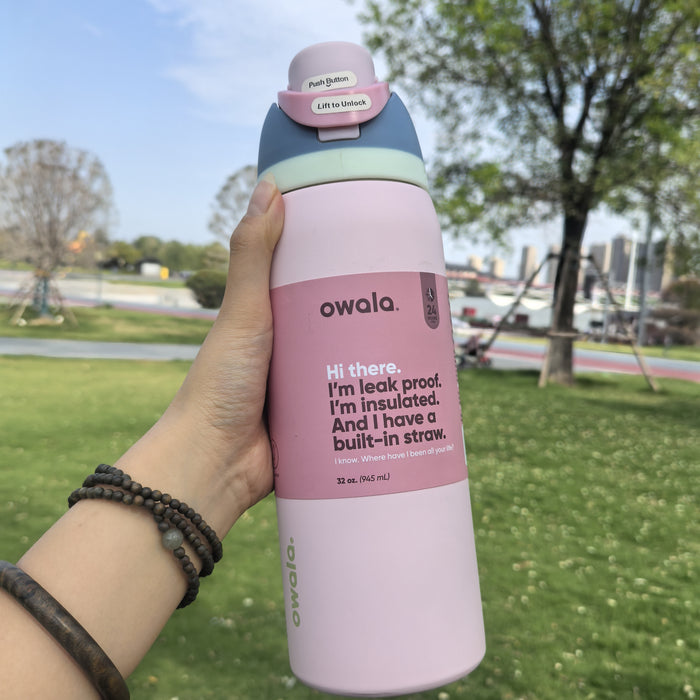 Push Button
Lift to Unlock
owala.
24
Hi there.
I'm leak proof.
I'm insulated.
And I have a
built-in straw.
I know. Where have I been all your life?
32 oz. (945 mL)
owala.